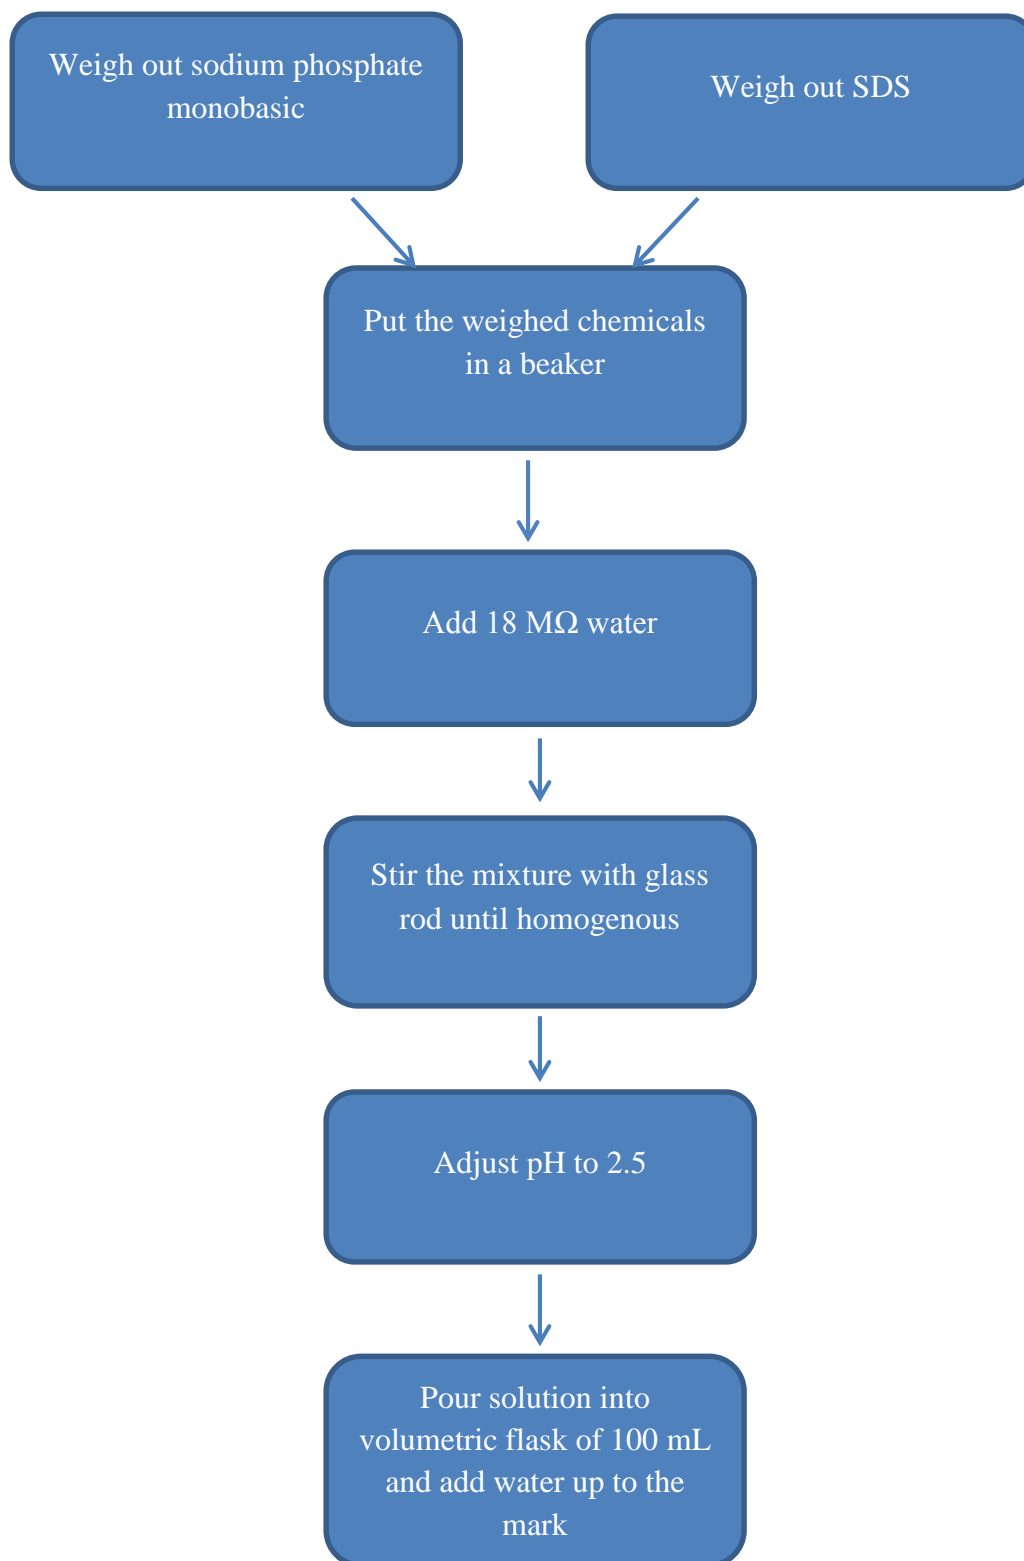 Weigh out sodium phosphate
monobasic
Weigh out SDS
Put the weighed chemicals
in a beaker
Add 18 MΩ water
Stir the mixture with glass
rod until homogenous
Adjust pH to 2.5
Pour solution into
volumetric flask of 100 mL
and add water up to the
mark